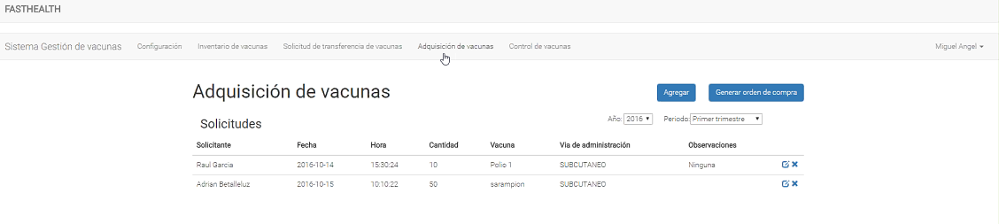 FASTHEALTH
Sistema Gestión de vacunas Configuración Inventario de vacunas Solicitud de transferencia de vacunas Adquisición de vacunas Control de vacunas Miguel Angel
Adquisición de vacunas Agregar Generar orden de compra
Solicitudes Año: 2016 Periodo: Primer trimestre
Solicitante Fecha Hora Cantidad Vacuna Via de administración Observaciones
Raul Garcia 2016-10-14 15:30:24 10 Polio 1 SUBCUTANEO Ninguna
Adrian Betalleluz 2016-10-15 10:10:22 50 sarampion SUBCUTANEO